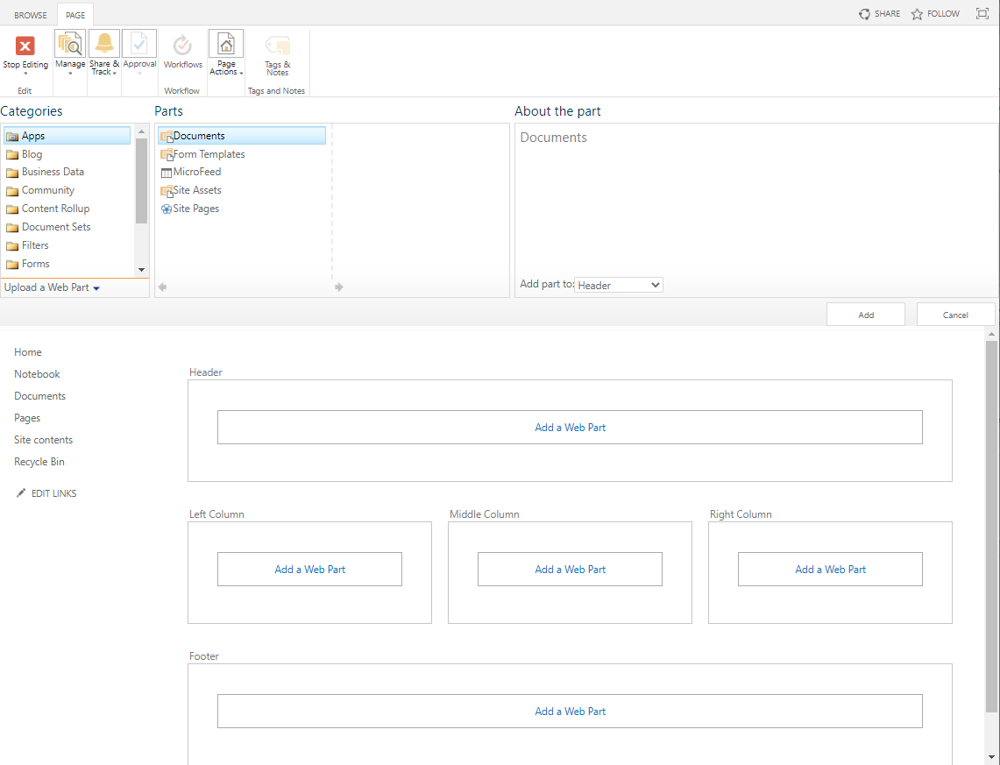 BROWSE
PAGE
SHARE
FOLLOW
Stop Editing
Manage
Share &
Track
Approval
Workflows
Page
Actions
Tags &
Notes
Edit
Workflow
Tags and Notes
Categories
Parts
About the part
Apps
Blog
Business Data
Community
Content Rollup
Document Sets
Filters
Forms
Upload a Web Part
Documents
Form Templates
MicroFeed
Site Assets
Site Pages
Documents
Add part to: Header
Add
Cancel
Home
Notebook
Documents
Pages
Site contents
Recycle Bin
EDIT LINKS
Header
Add a Web Part
Left Column
Middle Column
Right Column
Add a Web Part
Add a Web Part
Add a Web Part
Footer
Add a Web Part